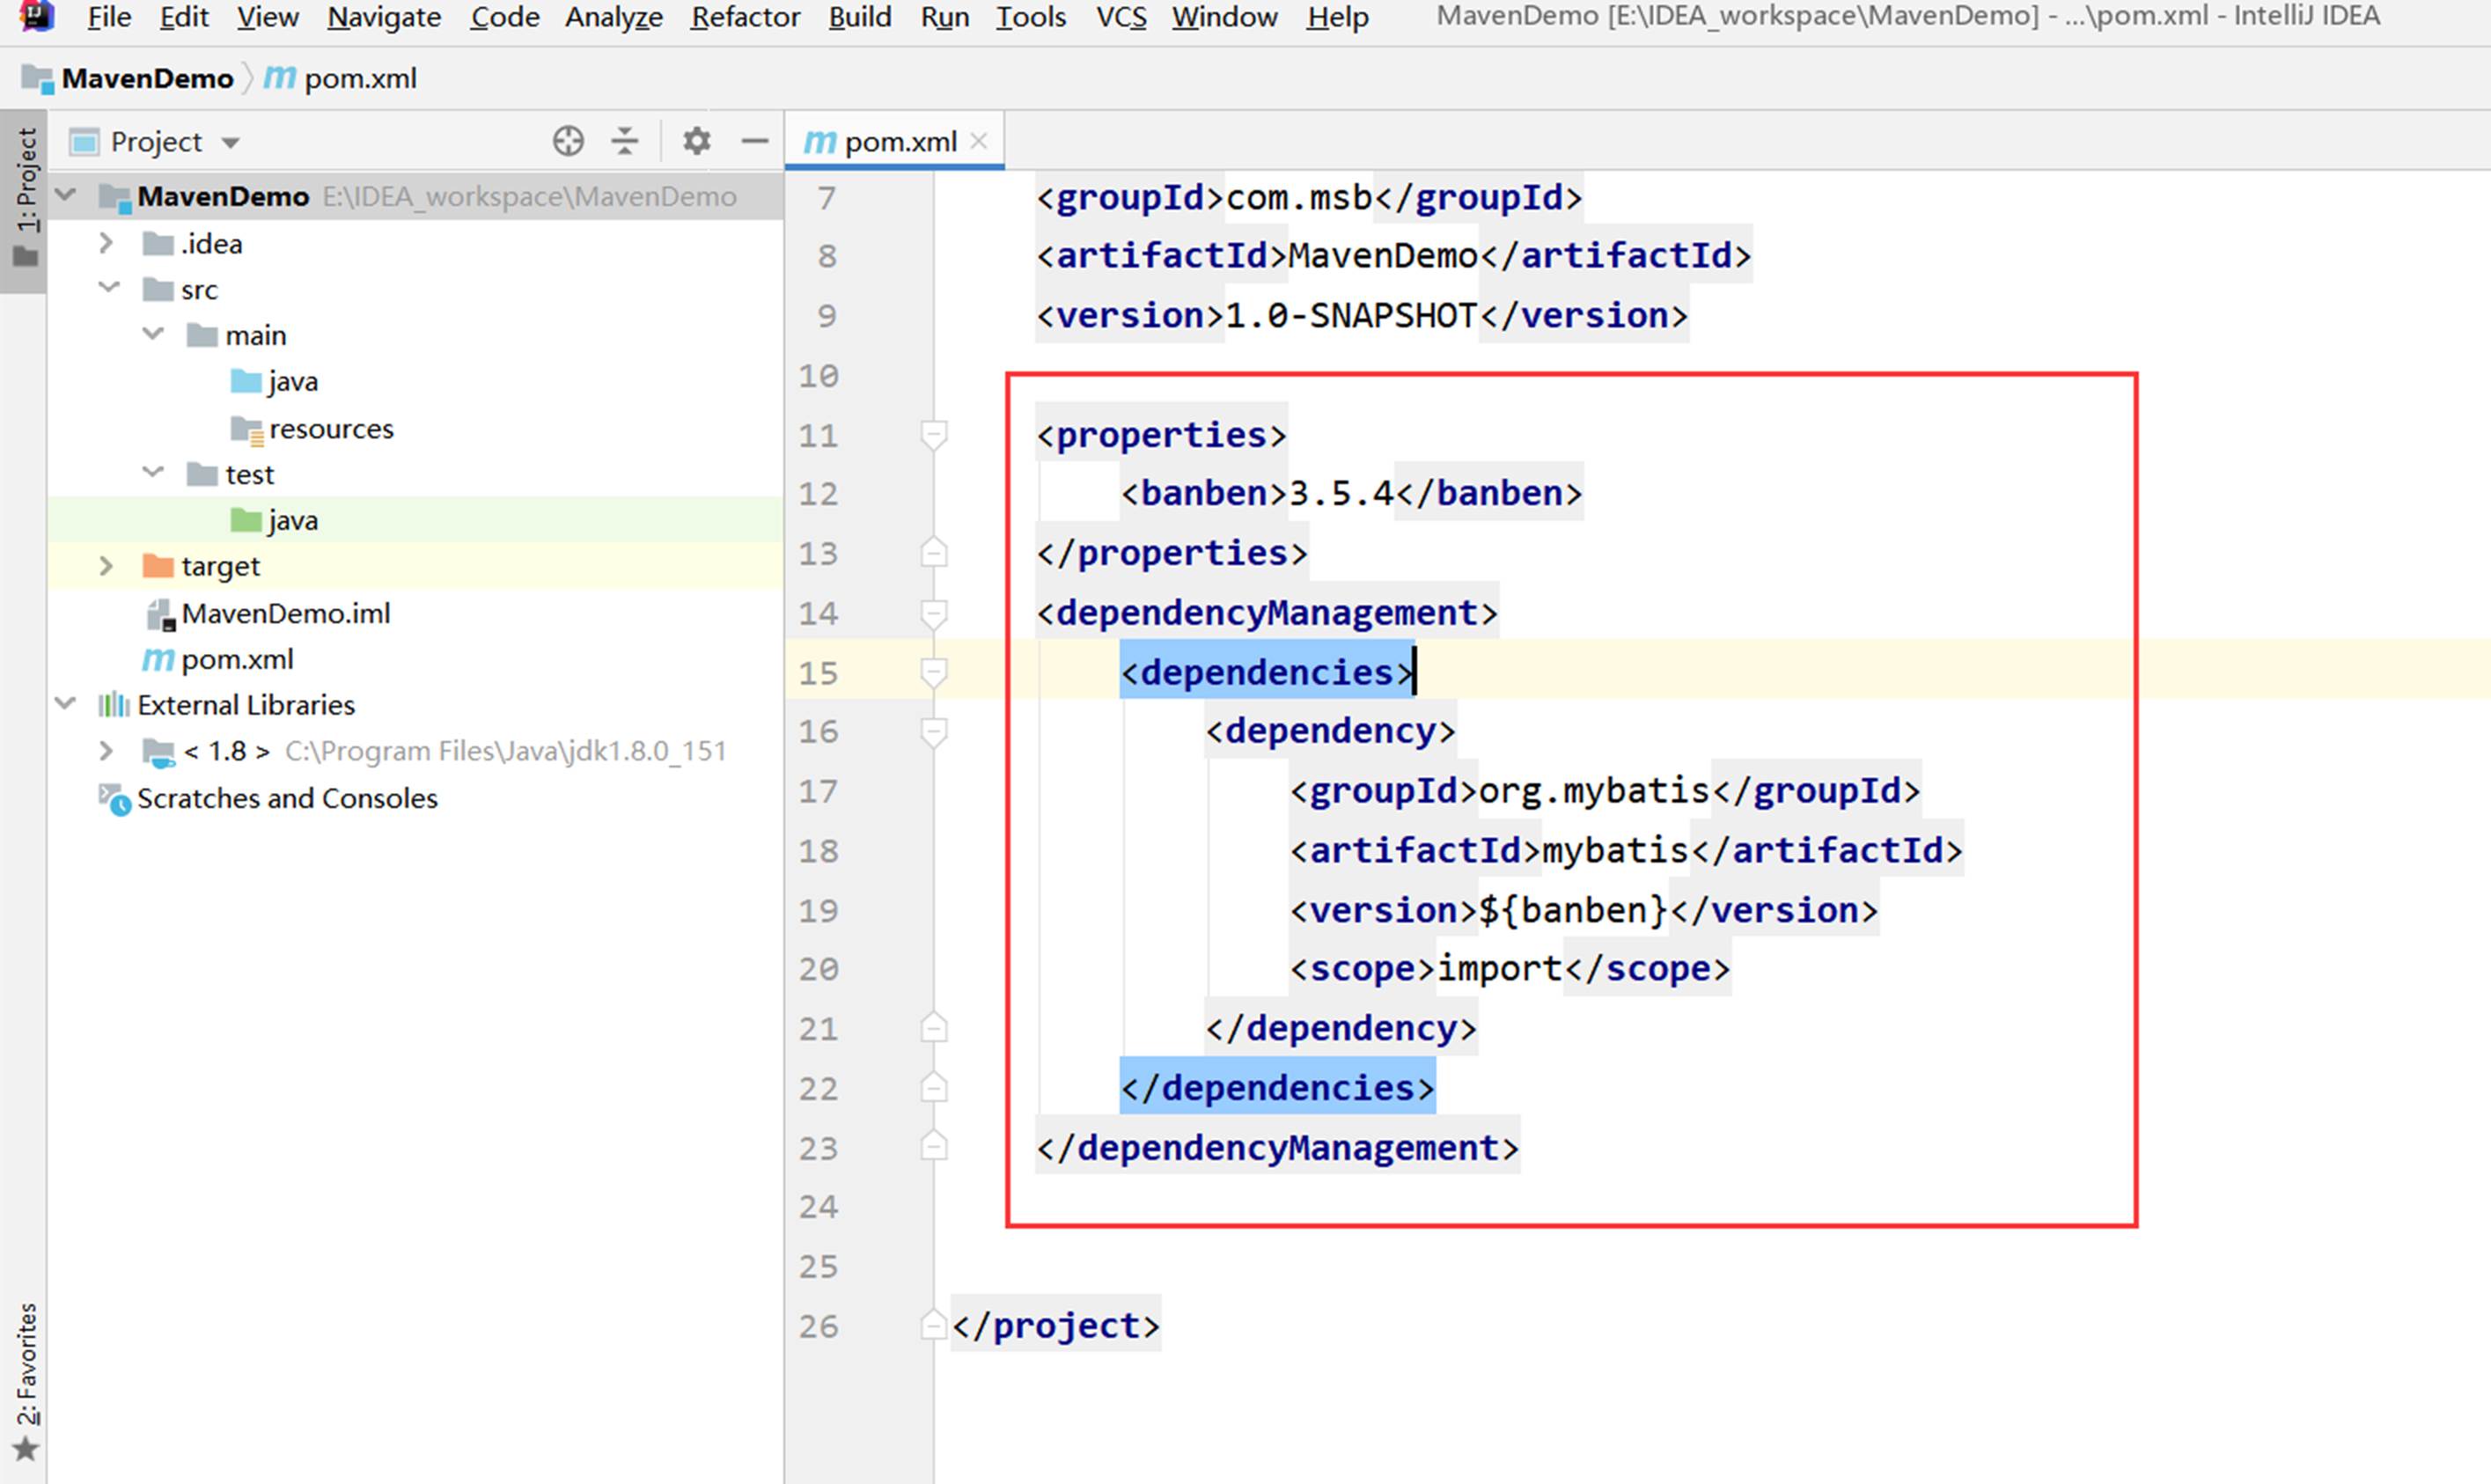 File Edit View Navigate Code Analyze Refactor Build Run Tools VCS Window Help MavenDemo [E:\IDEA_workspace\MavenDemo] - ...\pom.xml - IntelliJ IDEA
MavenDemo pom.xml
1: Project
2: Favorites
Project
MavenDemo E:\IDEA_workspace\MavenDemo
.idea
src
main
java
resources
test
java
target
MavenDemo.iml
pom.xml
External Libraries
< 1.8 > C:\Program Files\Java\jdk1.8.0_151
Scratches and Consoles
pom.xml
7 <groupId>com.msb</groupId>
8 <artifactId>MavenDemo</artifactId>
9 <version>1.0-SNAPSHOT</version>
10
11 <properties>
12 <banben>3.5.4</banben>
13 </properties>
14 <dependencyManagement>
15 <dependencies>
16 <dependency>
17 <groupId>org.mybatis</groupId>
18 <artifactId>mybatis</artifactId>
19 <version>${banben}</version>
20 <scope>import</scope>
21 </dependency>
22 </dependencies>
23 </dependencyManagement>
24
25
26 </project>